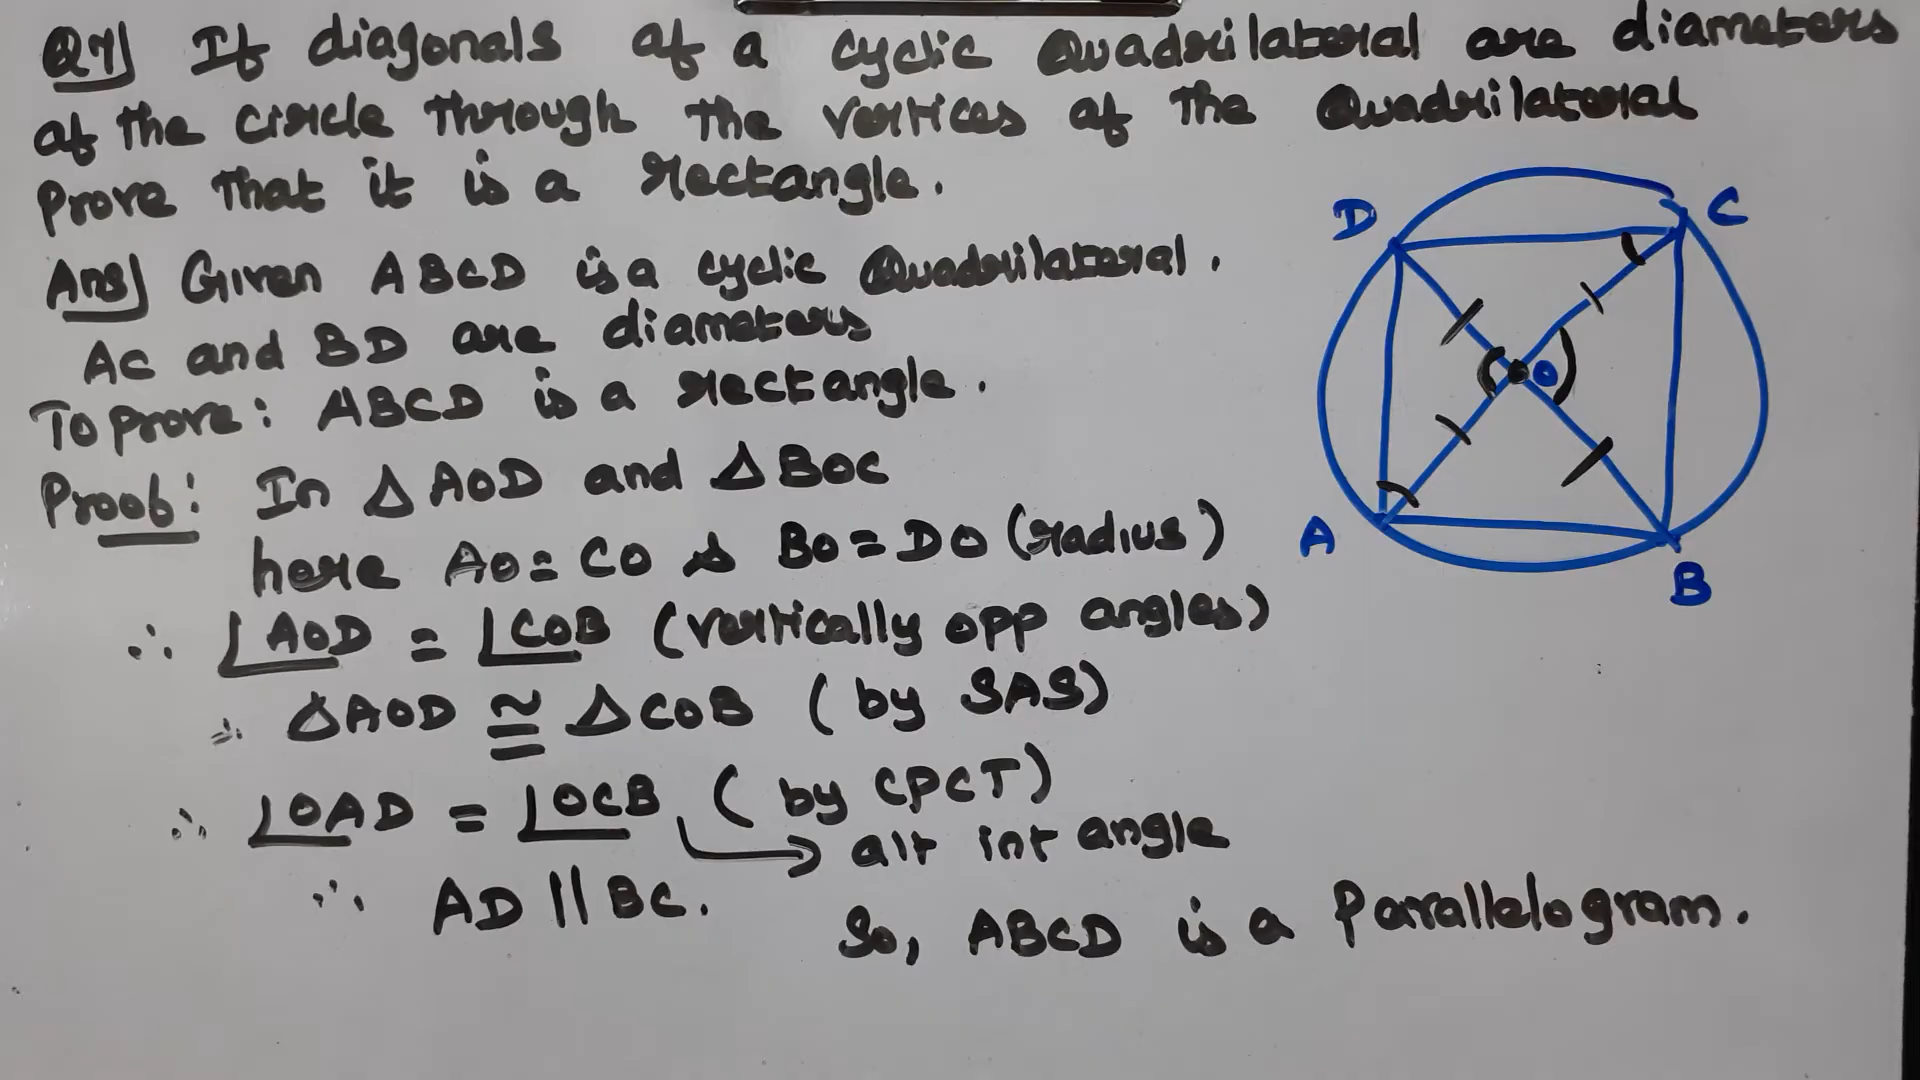 Q7] If diagonals of a cyclic Quadrilateral are diameters
of the circle through the vertices of the Quadrilateral
Prove that it is a rectangle.
Ans] Given ABCD is a cyclic Quadrilateral.
AC and BD are diameters
To prove: ABCD is a rectangle.
Proof: In △AOD and △BOC
here AO = CO & BO = DO (radius)
∴ ∠AOD = ∠COB (vertically opp angles)
∴ △AOD ≅ △COB (by SAS)
∴ ∠OAD = ∠OCB (by CPCT)
→ alt int angle
∴ AD || BC.
So, ABCD is a Parallelogram.
D
C
O
A
B